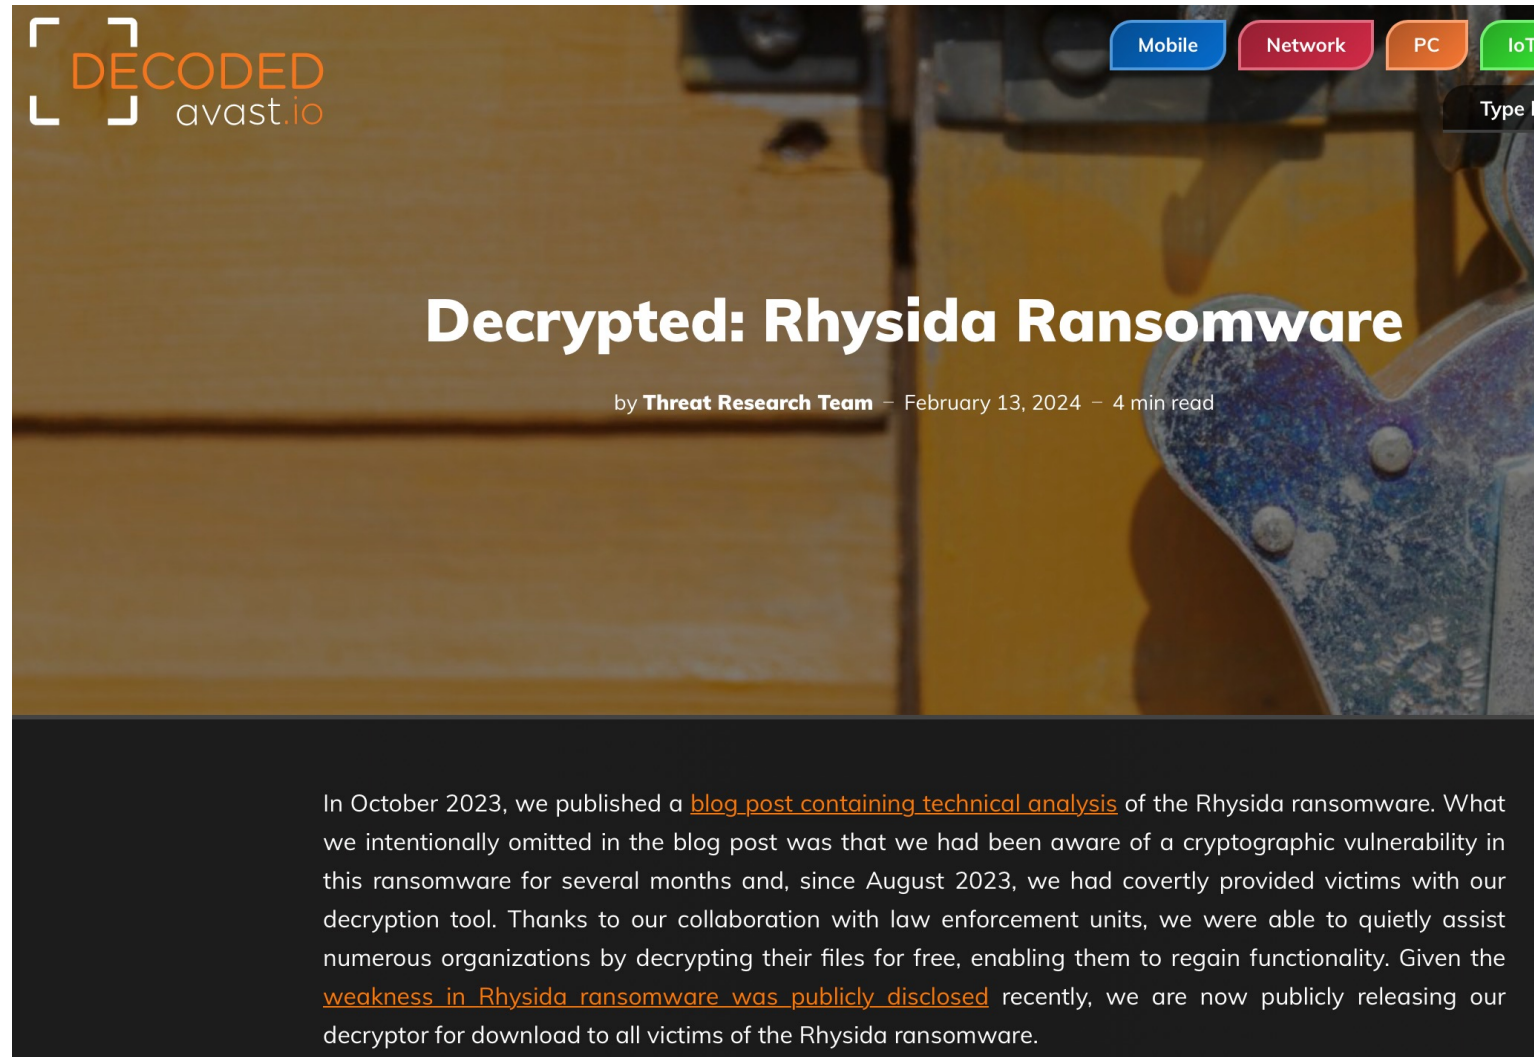 DECODED
avast.io
Mobile Network PC IoT
Type
Decrypted: Rhysida Ransomware
by Threat Research Team – February 13, 2024 – 4 min read
In October 2023, we published a blog post containing technical analysis of the Rhysida ransomware. What
we intentionally omitted in the blog post was that we had been aware of a cryptographic vulnerability in
this ransomware for several months and, since August 2023, we had covertly provided victims with our
decryption tool. Thanks to our collaboration with law enforcement units, we were able to quietly assist
numerous organizations by decrypting their files for free, enabling them to regain functionality. Given the
weakness in Rhysida ransomware was publicly disclosed recently, we are now publicly releasing our
decryptor for download to all victims of the Rhysida ransomware.